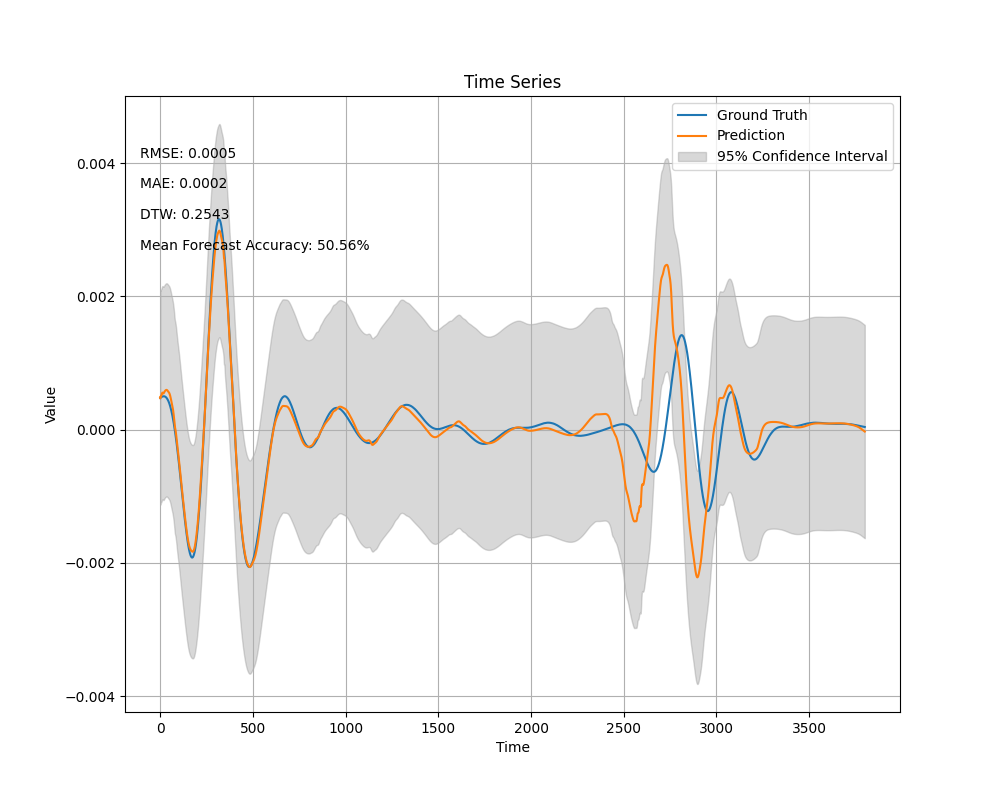 Time Series
Ground Truth
Prediction
95% Confidence Interval
RMSE: 0.0005
MAE: 0.0002
DTW: 0.2543
Mean Forecast Accuracy: 50.56%
Value
0.004
0.002
0.000
−0.002
−0.004
0 500 1000 1500 2000 2500 3000 3500
Time